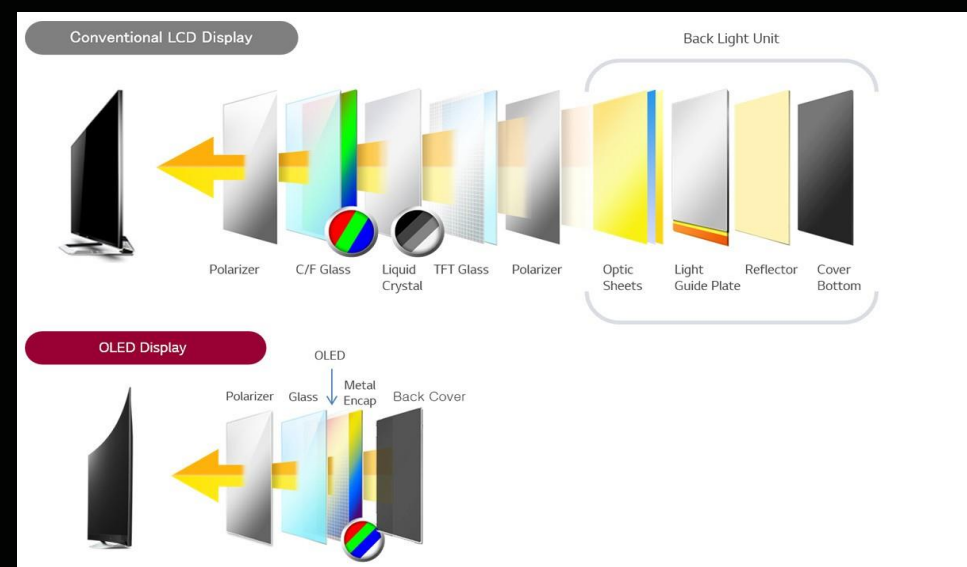 Conventional LCD Display
Back Light Unit
Polarizer
C/F Glass
Liquid
Crystal
TFT Glass
Polarizer
Optic
Sheets
Light
Guide Plate
Reflector
Cover
Bottom
OLED Display
OLED
Polarizer
Glass
Metal
Encap
Back Cover